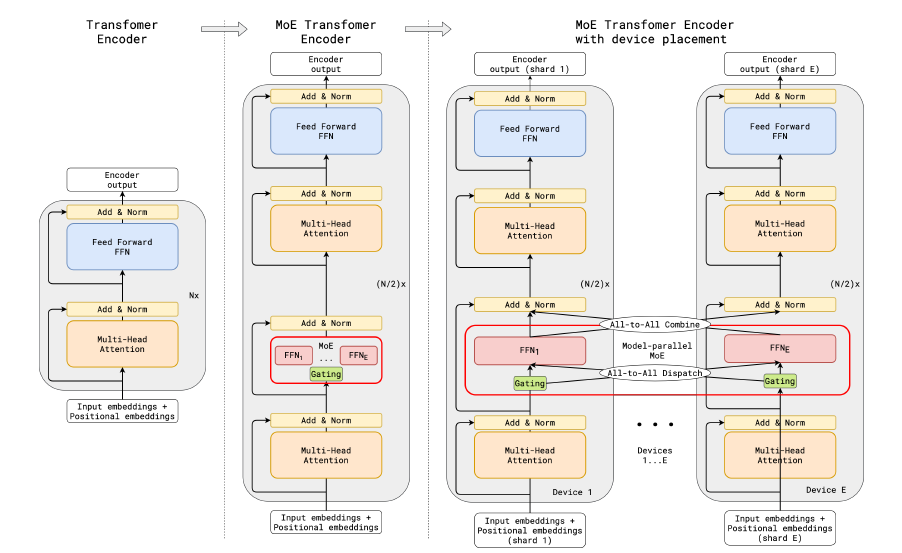 Transfomer
Encoder
MoE Transfomer
Encoder
MoE Transfomer Encoder
with device placement
Encoder
output
Add & Norm
Feed Forward
FFN
Add & Norm
Multi-Head
Attention
Nx
Input embeddings +
Positional embeddings
Encoder
output
Add & Norm
Feed Forward
FFN
Add & Norm
Multi-Head
Attention
(N/2)x
Add & Norm
MoE
FFN1
...
FFNE
Gating
Add & Norm
Multi-Head
Attention
Input embeddings +
Positional embeddings
Encoder
output (shard 1)
Add & Norm
Feed Forward
FFN
Add & Norm
Multi-Head
Attention
(N/2)x
Add & Norm
All-to-All Combine
FFN1
Model-parallel
MoE
All-to-All Dispatch
Gating
Add & Norm
Multi-Head
Attention
Device 1
Input embeddings +
Positional embeddings
(shard 1)
Devices
1...E
Encoder
output (shard E)
Add & Norm
Feed Forward
FFN
Add & Norm
Multi-Head
Attention
(N/2)x
Add & Norm
FFNE
Gating
Add & Norm
Multi-Head
Attention
Device E
Input embeddings +
Positional embeddings
(shard E)